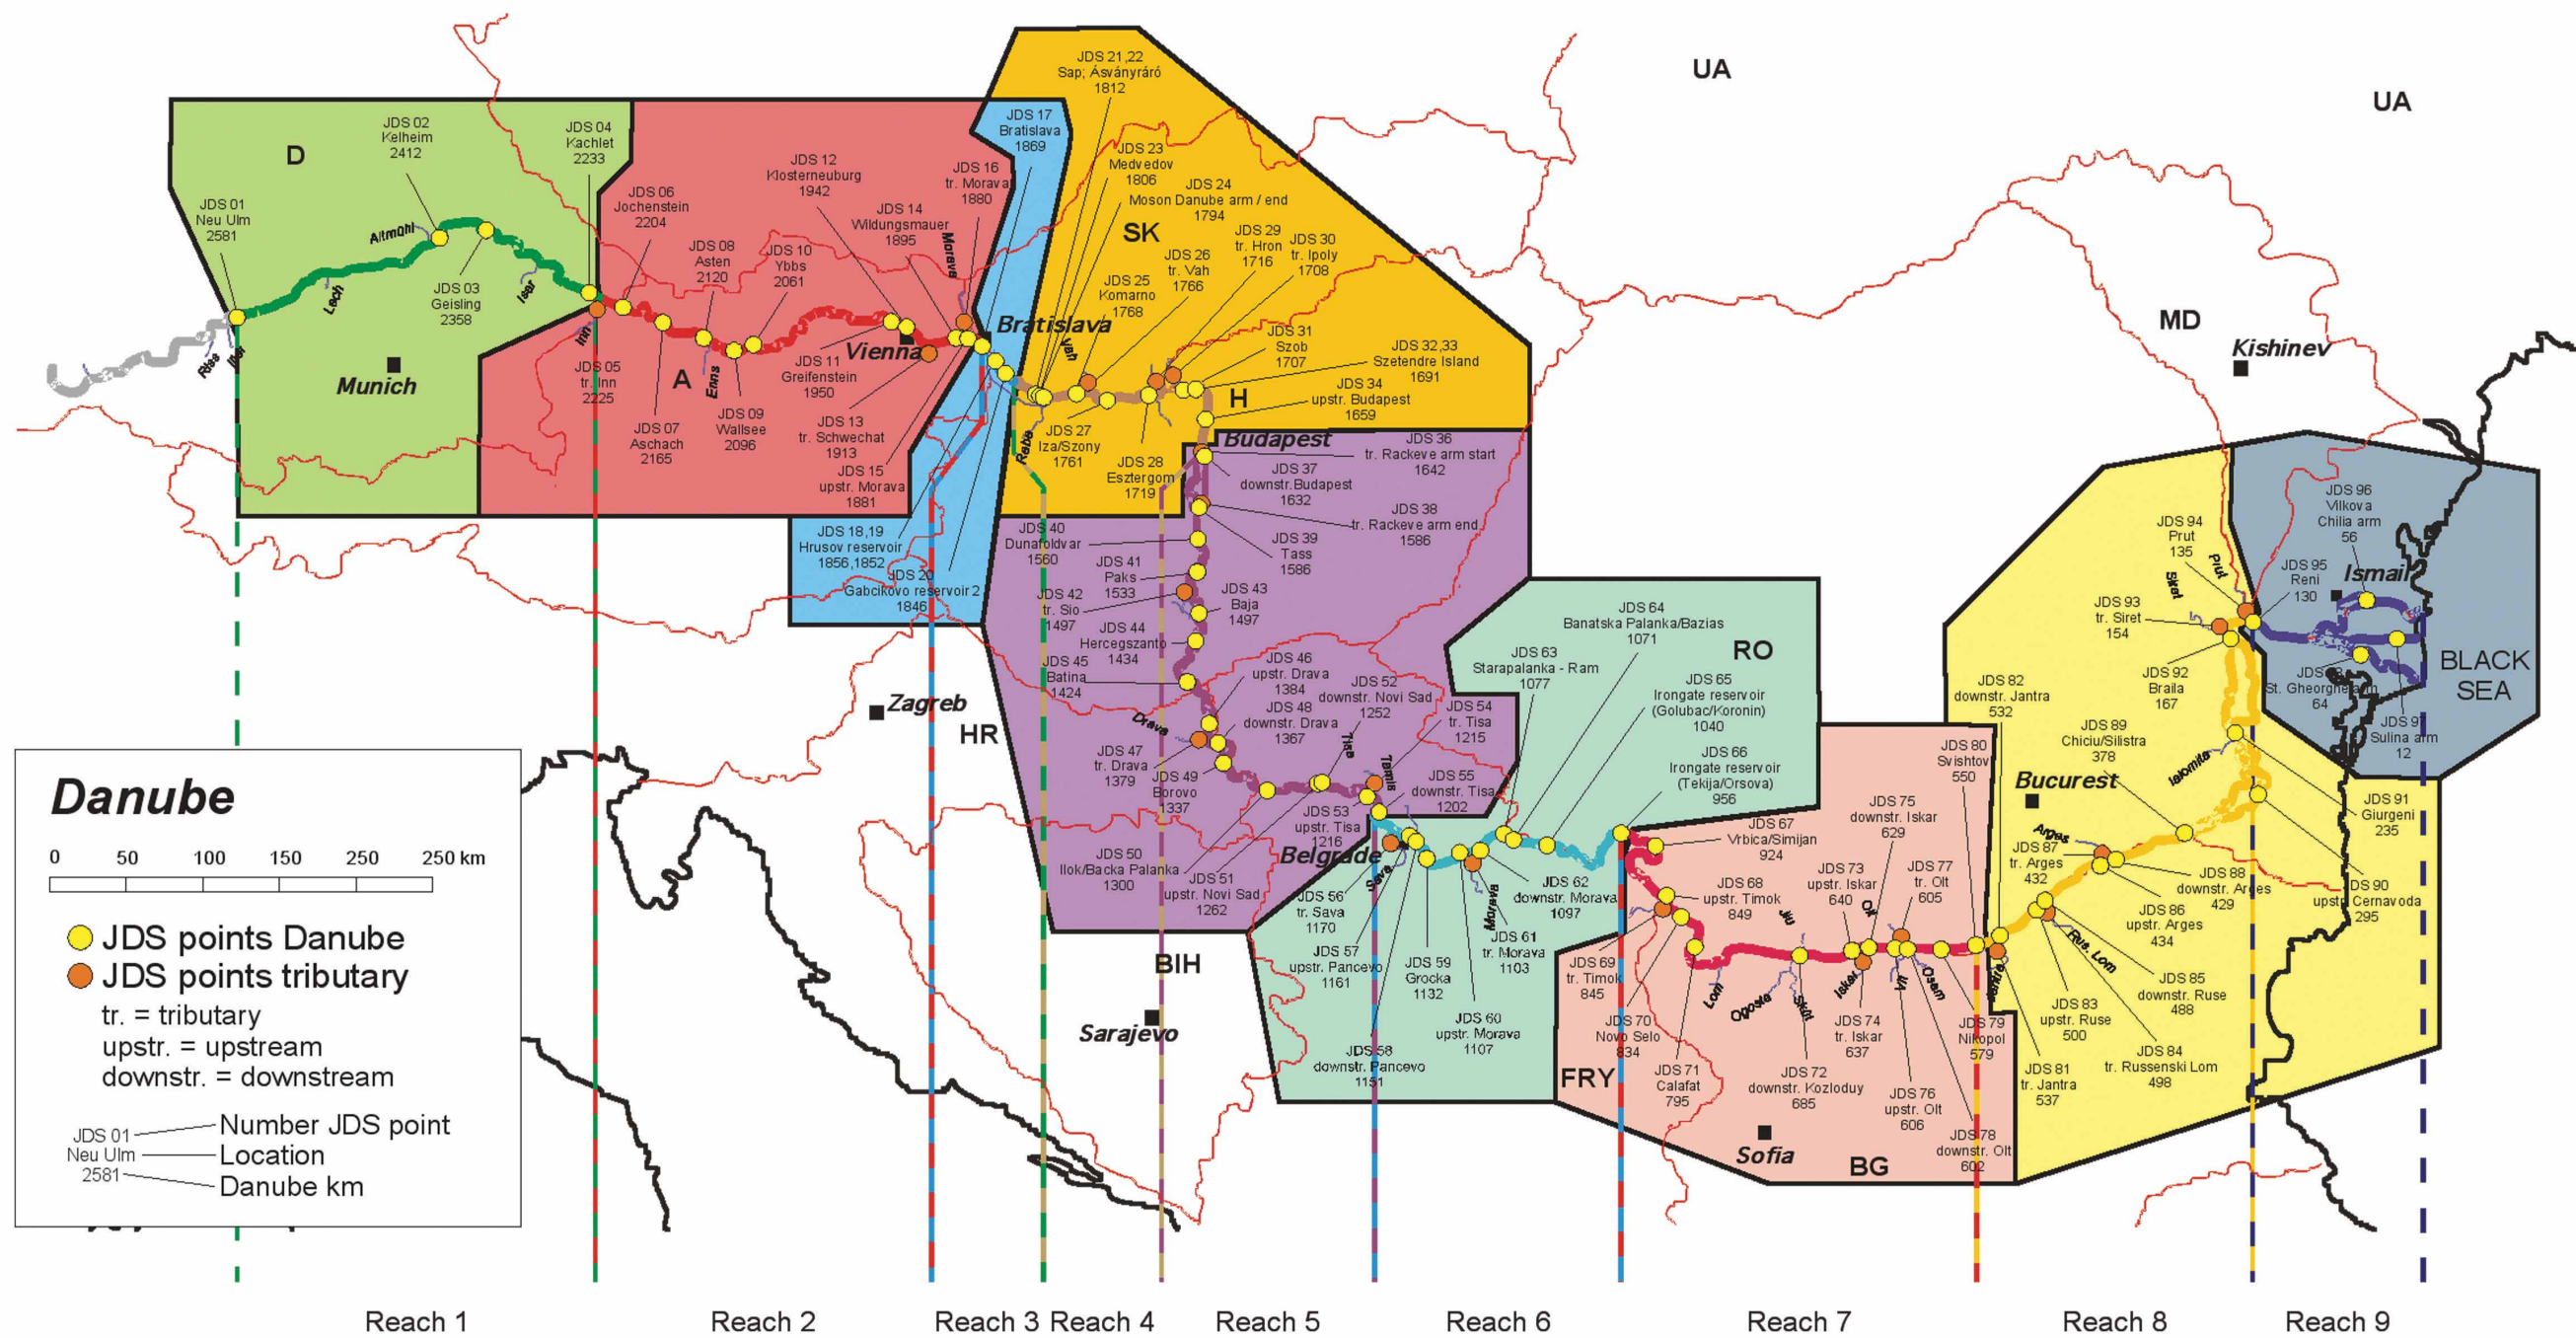 UA
UA
D
JDS 01
Neu Ulm
2581
JDS 02
Kelheim
2412
JDS 04
Kachlet
2233
Altmühl
Lech
Isar
JDS 03
Geisling
2358
Riss
Iller
Munich
Inn
JDS 05
tr. Inn
2225
JDS 06
Jochenstein
2204
JDS 08
Asten
2120
JDS 10
Ybbs
2061
JDS 12
Klosterneuburg
1942
JDS 14
Wildungsmauer
1895
JDS 16
tr. Morava
1880
Morava
A
Enns
JDS 07
Aschach
2165
JDS 09
Wallsee
2096
JDS 11
Greifenstein
1950
Vienna
JDS 13
tr. Schwechat
1913
JDS 15
upstr. Morava
1881
JDS 17
Bratislava
1869
Bratislava
JDS 18,19
Hrusov reservoir
1856,1852
JDS 20
Gabcikovo reservoir 2
1846
JDS 21,22
Sap; Ásványráró
1812
JDS 23
Medvedov
1806
JDS 24
Moson Danube arm / end
1794
SK
JDS 25
Komarno
1768
JDS 26
tr. Vah
1766
JDS 29
tr. Hron
1716
JDS 30
tr. Ipoly
1708
JDS 31
Szob
1707
JDS 32,33
Szetendre Island
1691
Vah
Raba
JDS 27
Iza/Szony
1761
JDS 28
Esztergom
1719
H
JDS 34
upstr. Budapest
1659
Budapest
JDS 36
tr. Rackeve arm start
1642
JDS 37
downstr.Budapest
1632
JDS 38
tr. Rackeve arm end
1586
JDS 39
Tass
1586
JDS 40
Dunafoldvar
1560
JDS 41
Paks
1533
JDS 42
tr. Sio
1497
JDS 43
Baja
1497
JDS 44
Hercegszanto
1434
JDS 45
Batina
1424
JDS 46
upstr. Drava
1384
JDS 47
tr. Drava
1379
Drava
JDS 48
downstr. Drava
1367
JDS 49
Borovo
1337
JDS 50
Ilok/Backa Palanka
1300
JDS 51
upstr. Novi Sad
1262
JDS 52
downstr. Novi Sad
1252
Tisa
JDS 53
upstr. Tisa
1216
JDS 54
tr. Tisa
1215
Tamis
JDS 55
downstr. Tisa
1202
Zagreb
HR
BIH
Sarajevo
Belgrade
Sava
JDS 56
tr. Sava
1170
JDS 57
upstr. Pancevo
1161
JDS 58
downstr. Pancevo
1151
JDS 59
Grocka
1132
JDS 60
upstr. Morava
1107
Morava
JDS 61
tr. Morava
1103
JDS 62
downstr. Morava
1097
JDS 63
Starapalanka - Ram
1077
JDS 64
Banatska Palanka/Bazias
1071
JDS 65
Irongate reservoir
(Golubac/Koronin)
1040
JDS 66
Irongate reservoir
(Tekija/Orsova)
956
RO
FRY
JDS 67
Vrbica/Simijan
924
JDS 68
upstr. Timok
849
JDS 69
tr. Timok
845
JDS 70
Novo Selo
834
JDS 71
Calafat
795
Lom
Ogosta
Skut
Jiu
JDS 72
downstr. Kozloduy
685
JDS 73
upstr. Iskar
640
JDS 74
tr. Iskar
637
Iskar
JDS 75
downstr. Iskar
629
JDS 76
upstr. Olt
606
JDS 77
tr. Olt
605
Vit
Osam
JDS 78
downstr. Olt
602
JDS 79
Nikopol
579
JDS 80
Svishtov
550
Sofia
BG
Jantra
JDS 81
tr. Jantra
537
JDS 82
downstr. Jantra
532
JDS 83
upstr. Ruse
500
JDS 84
tr. Russenski Lom
498
Rus. Lom
JDS 85
downstr. Ruse
488
JDS 86
upstr. Arges
434
Arges
JDS 87
tr. Arges
432
JDS 88
downstr. Arges
429
JDS 89
Chiciu/Silistra
378
Bucurest
JDS 90
upstr. Cernavoda
295
JDS 91
Giurgeni
235
Ialomita
JDS 92
Braila
167
JDS 93
tr. Siret
154
JDS 94
Prut
135
Prut
MD
Kishinev
JDS 95
Reni
130
JDS 96
Vilkova
Chilia arm
56
Ismail
St. Gheorghe arm
64
JDS 97
Sulina arm
12
BLACK
SEA
Danube
0 50 100 150 250 250 km
JDS points Danube
JDS points tributary
tr. = tributary
upstr. = upstream
downstr. = downstream
JDS 01
Neu Ulm
2581
Number JDS point
Location
Danube km
Reach 1 Reach 2 Reach 3 Reach 4 Reach 5 Reach 6 Reach 7 Reach 8 Reach 9